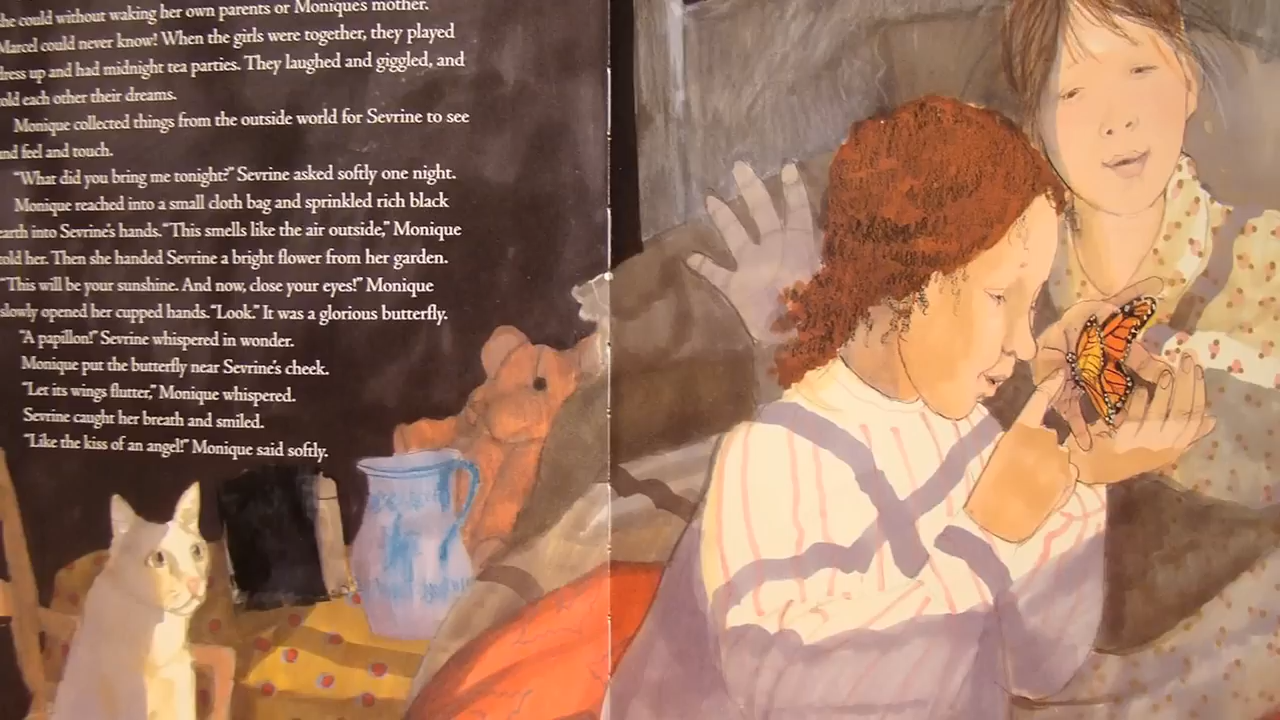 she could without waking her own parents or Monique's mother.
Marcel could never know! When the girls were together, they played
dress up and had midnight tea parties. They laughed and giggled, and
told each other their dreams.
Monique collected things from the outside world for Sevrine to see
and feel and touch.
"What did you bring me tonight?" Sevrine asked softly one night.
Monique reached into a small cloth bag and sprinkled rich black
earth into Sevrine's hands. "This smells like the air outside," Monique
told her. Then she handed Sevrine a bright flower from her garden.
"This will be your sunshine. And now, close your eyes!" Monique
slowly opened her cupped hands. "Look." It was a glorious butterfly.
"A papillon!" Sevrine whispered in wonder.
Monique put the butterfly near Sevrine's cheek.
"Let its wings flutter," Monique whispered.
Sevrine caught her breath and smiled.
"Like the kiss of an angel!" Monique said softly.